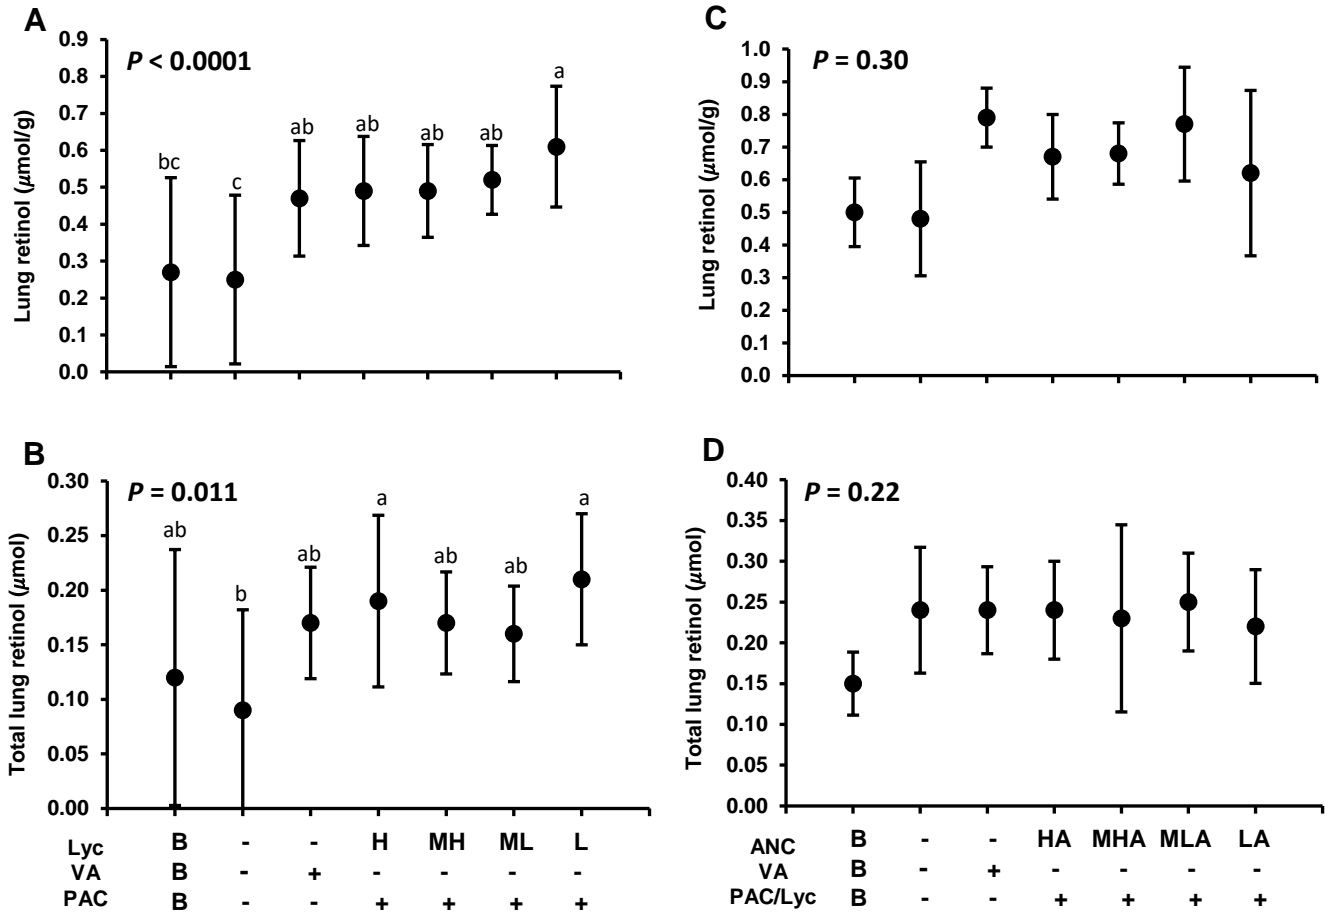 A
P < 0.0001
Lung retinol (μmol/g)
0.9
0.8
0.7
0.6
0.5
0.4
0.3
0.2
0.1
0.0
bc
c
ab
ab
ab
ab
a
B
P = 0.011
Total lung retinol (μmol)
0.30
0.25
0.20
0.15
0.10
0.05
0.00
ab
b
ab
a
ab
ab
a
Lyc B - - H MH ML L
VA B - + - - - -
PAC B - - + + + +
C
P = 0.30
Lung retinol (μmol/g)
1.0
0.9
0.8
0.7
0.6
0.5
0.4
0.3
0.2
0.1
0.0
D
P = 0.22
Total lung retinol (μmol)
0.40
0.35
0.30
0.25
0.20
0.15
0.10
0.05
0.00
ANC B - - HA MHA MLA LA
VA B - + - - - -
PAC/Lyc B - - + + + +